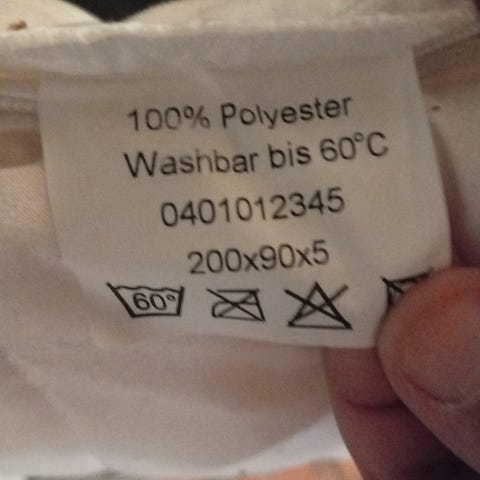 100% Polyester
Washbar bis 60°C
0401012345
200x90x5
60°